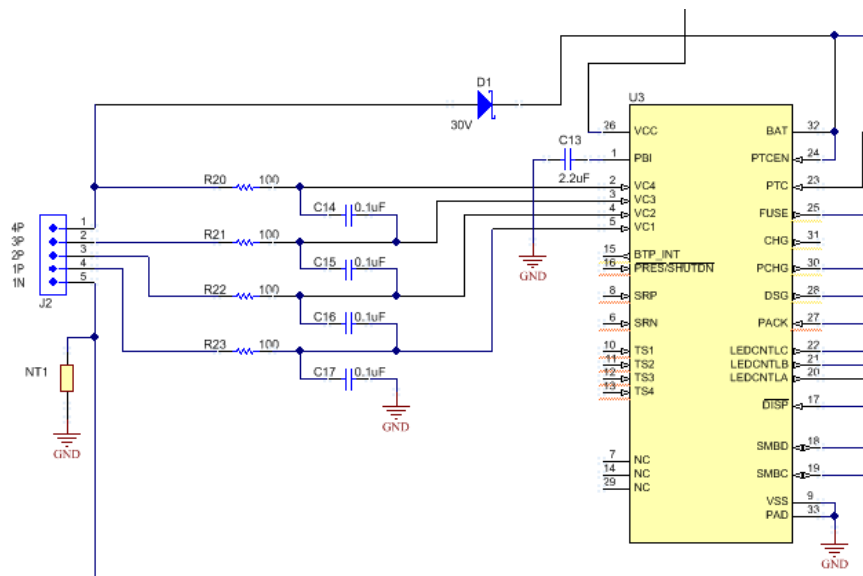 D1
30V
U3
26 VCC BAT 32
C13
1 PBI PTCEN 24
2.2uF
R20 100 2 VC4 PTC 23
3 VC3
C14 0.1uF 4 VC2 FUSE 25
4P 1 5 VC1
3P 2 R21 100 CHG 31
2P 3 15 BTP_INT
1P 4 C15 0.1uF 16 PRES/SHUTDN PCHG 30
1N 5 GND
J2 R22 100 8 SRP DSG 28
C16 0.1uF 6 SRN PACK 27
R23 100 10 TS1 LEDCNTLC 22
11 TS2 LEDCNTLB 21
NT1 C17 0.1uF 12 TS3 LEDCNTLA 20
13 TS4
DISP 17
GND GND
SMBD 18
7 NC
14 NC SMBC 19
29 NC
VSS 9
PAD 33
GND